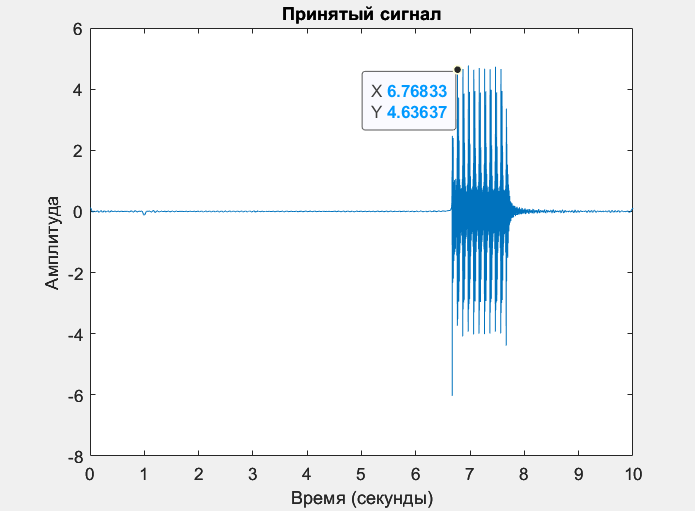 Принятый сигнал
6
4
2
0
-2
-4
-6
-8
Амплитуда
X 6.76833
Y 4.63637
0 1 2 3 4 5 6 7 8 9 10
Время (секунды)